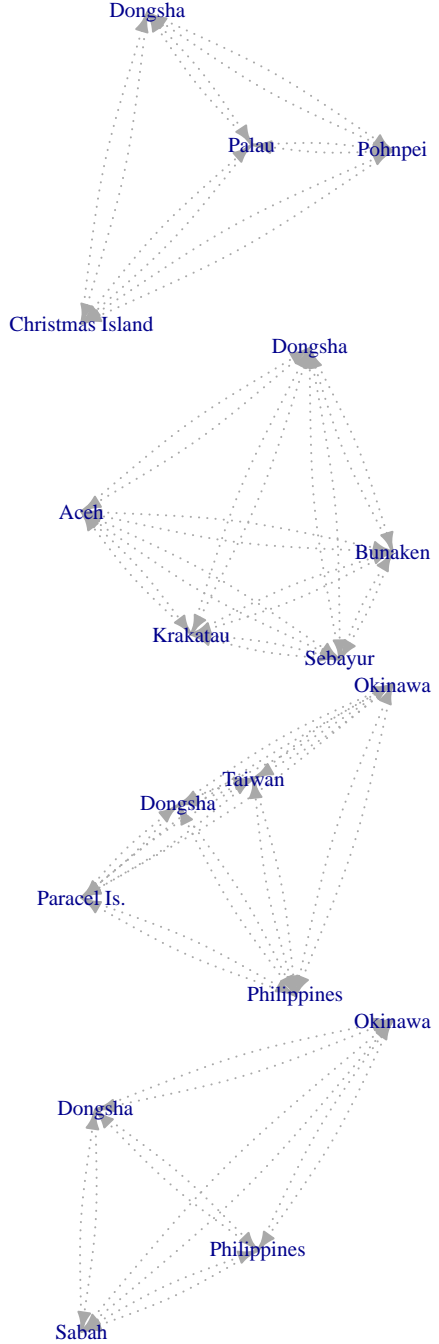 Dongsha
Palau
Pohnpei
Christmas Island
Dongsha
Aceh
Bunaken
Krakatau
Sebayur
Okinawa
Taiwan
Dongsha
Paracel Is.
Philippines
Okinawa
Dongsha
Philippines
Sabah